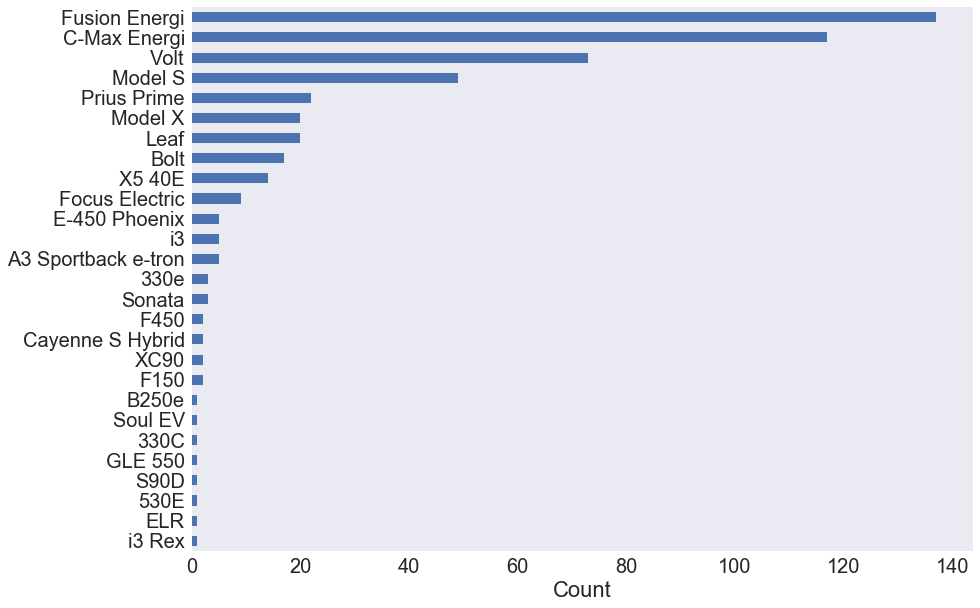 Fusion Energi
C-Max Energi
Volt
Model S
Prius Prime
Model X
Leaf
Bolt
X5 40E
Focus Electric
E-450 Phoenix
i3
A3 Sportback e-tron
330e
Sonata
F450
Cayenne S Hybrid
XC90
F150
B250e
Soul EV
330C
GLE 550
S90D
530E
ELR
i3 Rex
0 20 40 60 80 100 120 140
Count